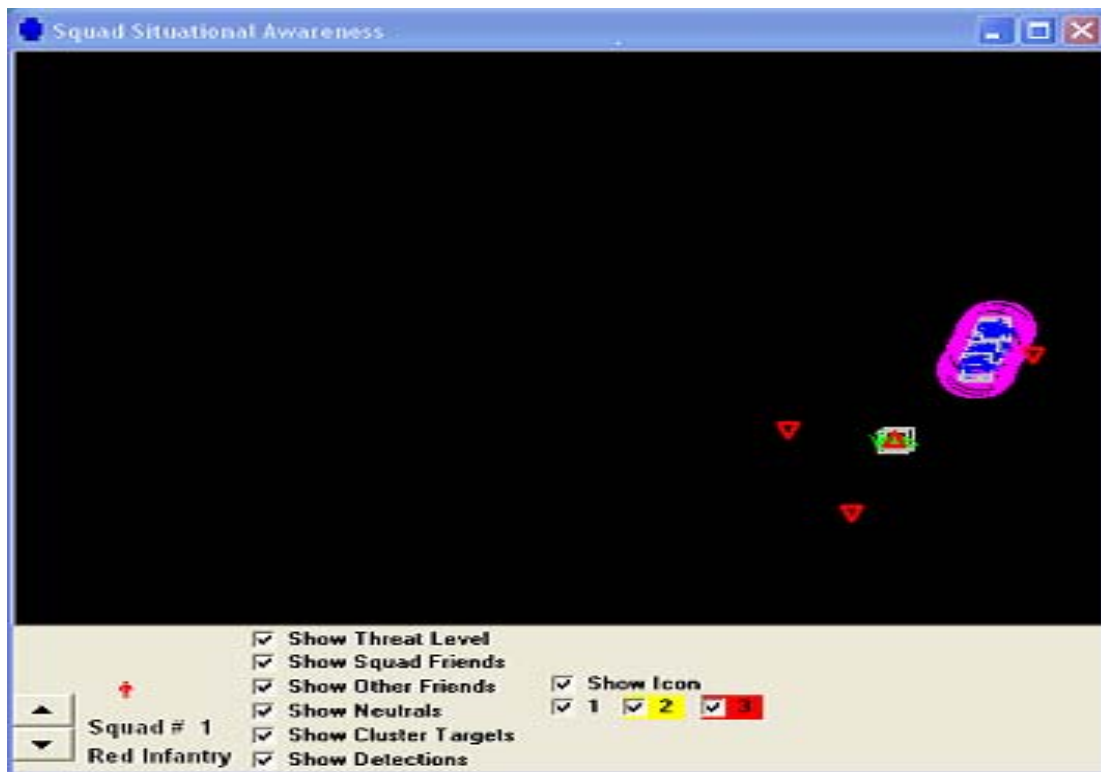 Squad Situational Awareness
Show Threat Level
Show Squad Friends
Show Other Friends
Show Neutrals
Show Cluster Targets
Show Detections
Show Icon
1 2 3
Squad # 1
Red Infantry